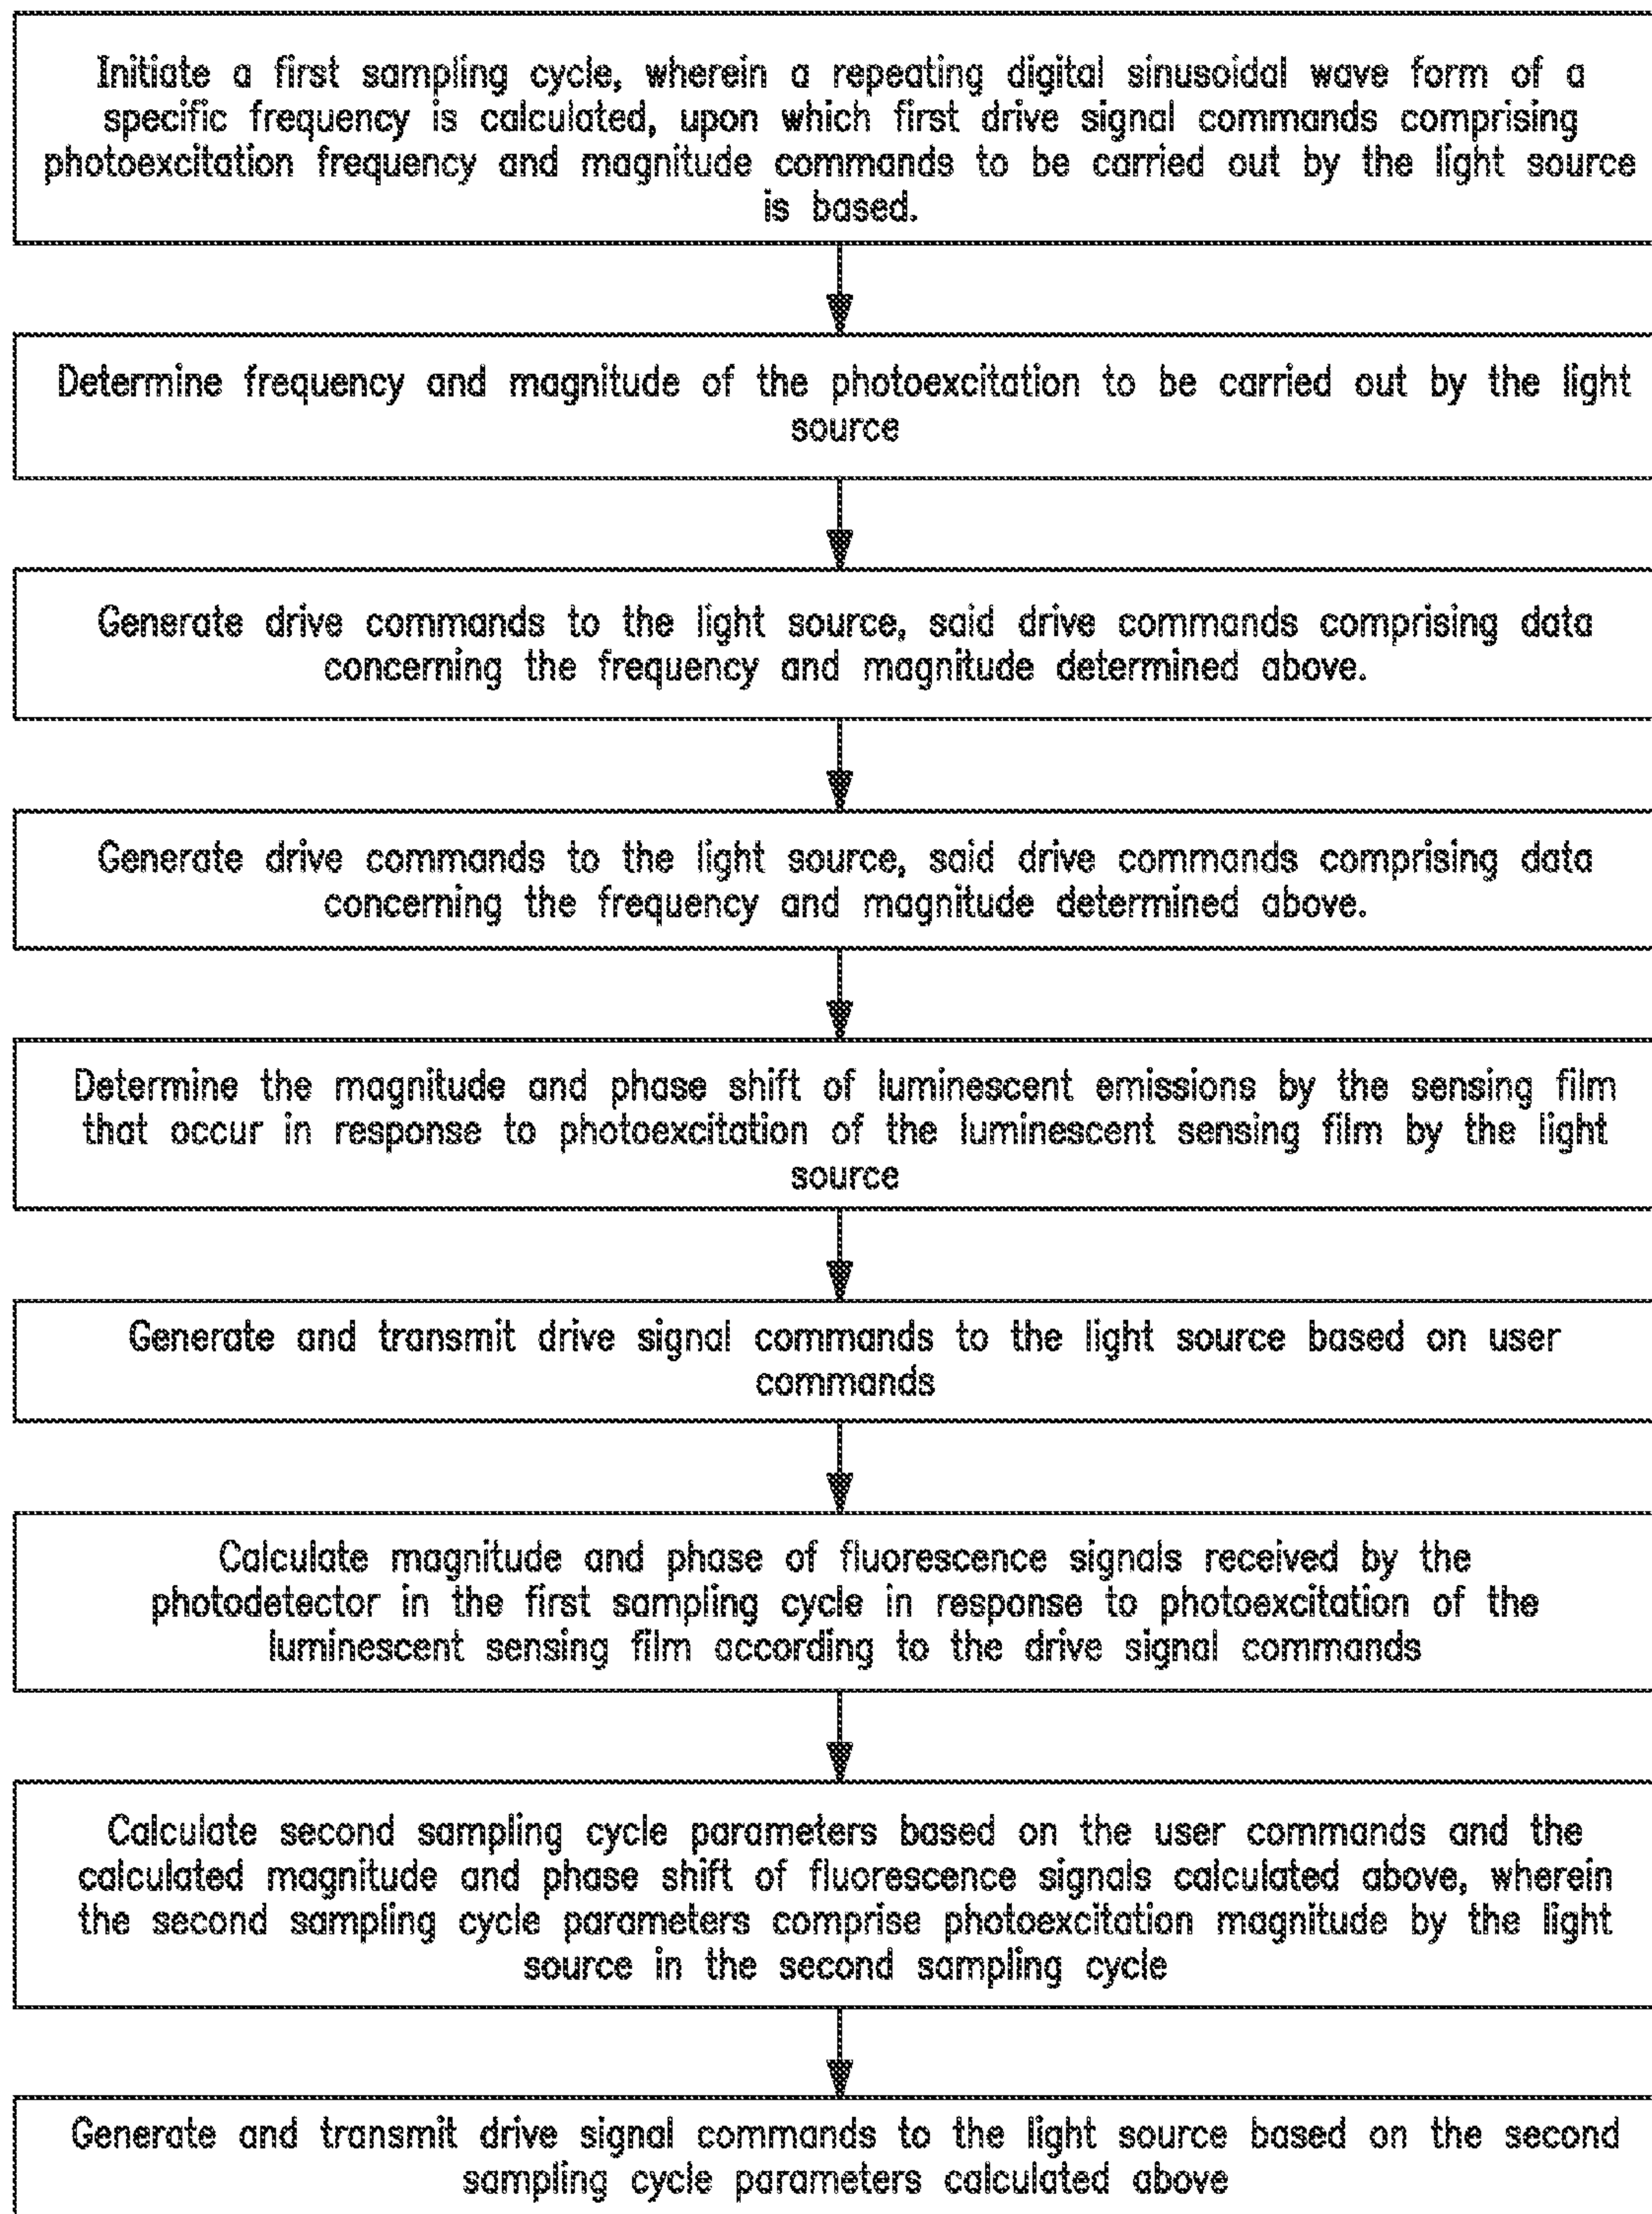 Initiate a first sampling cycle, wherein a repeating digital sinusoidal wave form of a
specific frequency is calculated, upon which first drive signal commands comprising
photoexcitation frequency and magnitude commands to be carried out by the light source
is based.
Determine frequency and magnitude of the photoexcitation to be carried out by the light
source
Generate drive commands to the light source, said drive commands comprising data
concerning the frequency and magnitude determined above.
Generate drive commands to the light source, said drive commands comprising data
concerning the frequency and magnitude determined above.
Determine the magnitude and phase shift of luminescent emissions by the sensing film
that occur in response to photoexcitation of the luminescent sensing film by the light
source
Generate and transmit drive signal commands to the light source based on user
commands
Calculate magnitude and phase of fluorescence signals received by the
photodetector in the first sampling cycle in response to photoexcitation of the
luminescent sensing film according to the drive signal commands
Calculate second sampling cycle parameters based on the user commands and the
calculated magnitude and phase shift of fluorescence signals calculated above, wherein
the second sampling cycle parameters comprise photoexcitation magnitude by the light
source in the second sampling cycle
Generate and transmit drive signal commands to the light source based on the second
sampling cycle parameters calculated above